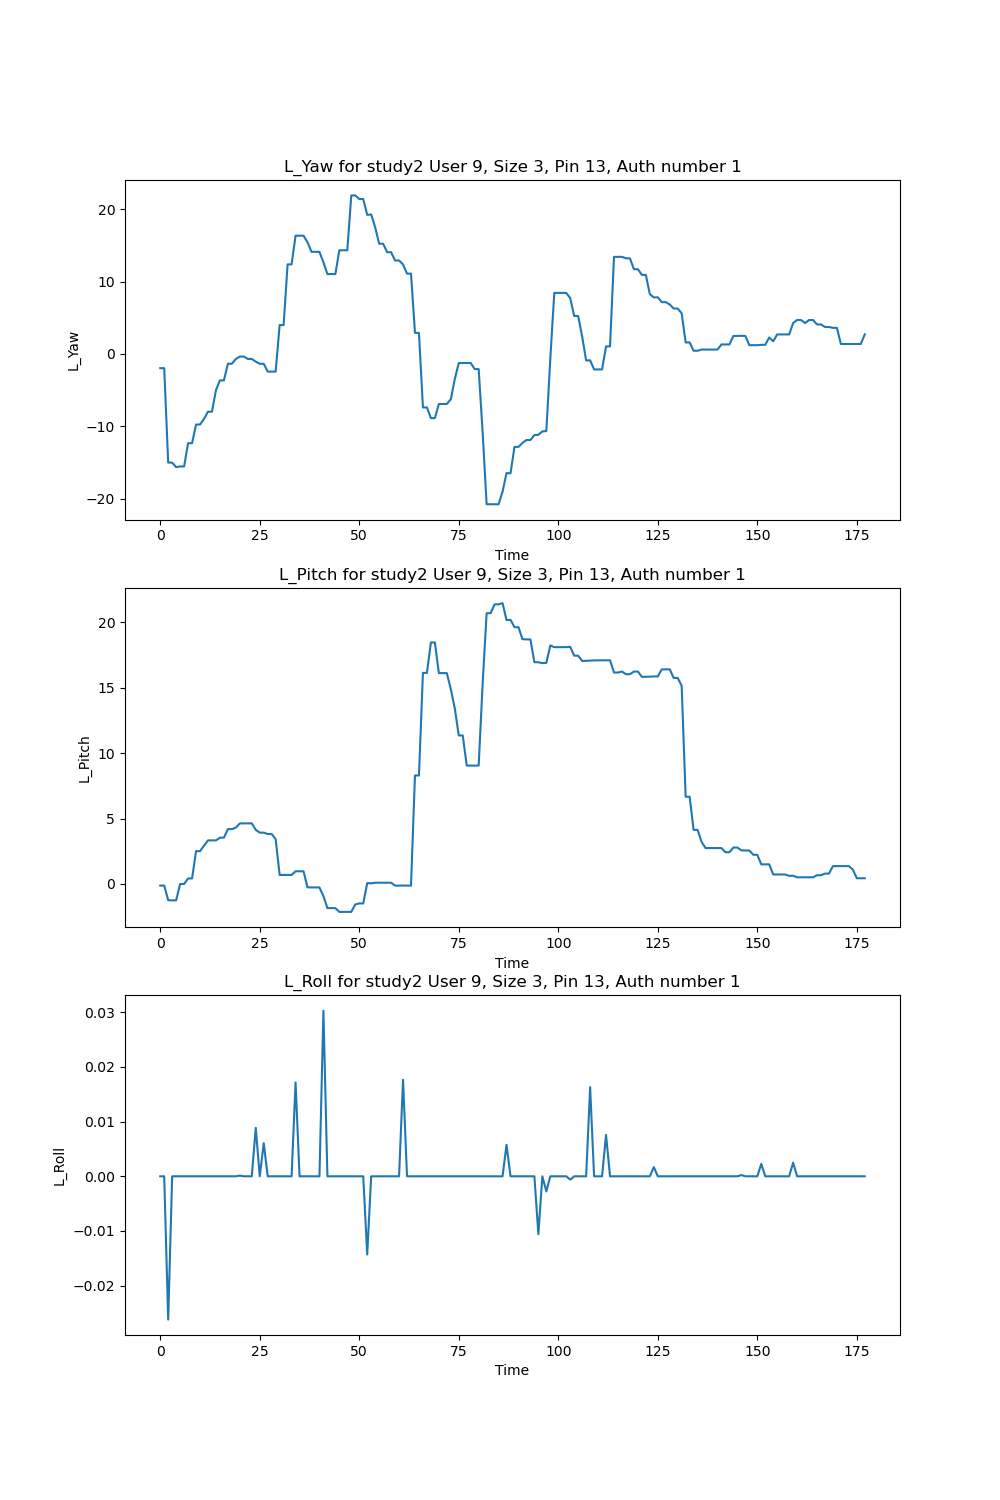 L_Yaw for study2 User 9, Size 3, Pin 13, Auth number 1
20
10
0
−10
−20
L_Yaw
0 25 50 75 100 125 150 175
Time
L_Pitch for study2 User 9, Size 3, Pin 13, Auth number 1
20
15
10
5
0
L_Pitch
0 25 50 75 100 125 150 175
Time
L_Roll for study2 User 9, Size 3, Pin 13, Auth number 1
0.03
0.02
0.01
0.00
−0.01
−0.02
L_Roll
0 25 50 75 100 125 150 175
Time